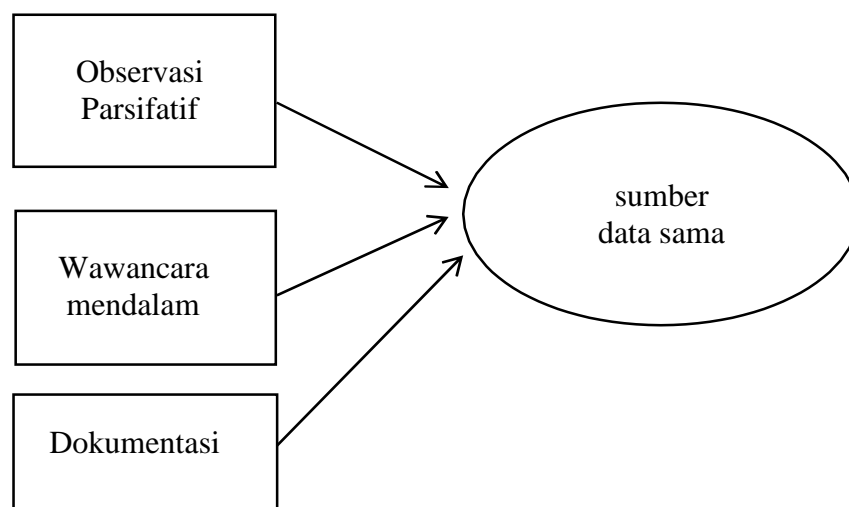 Observasi
Parsifatif
sumber
data sama
Wawancara
mendalam
Dokumentasi